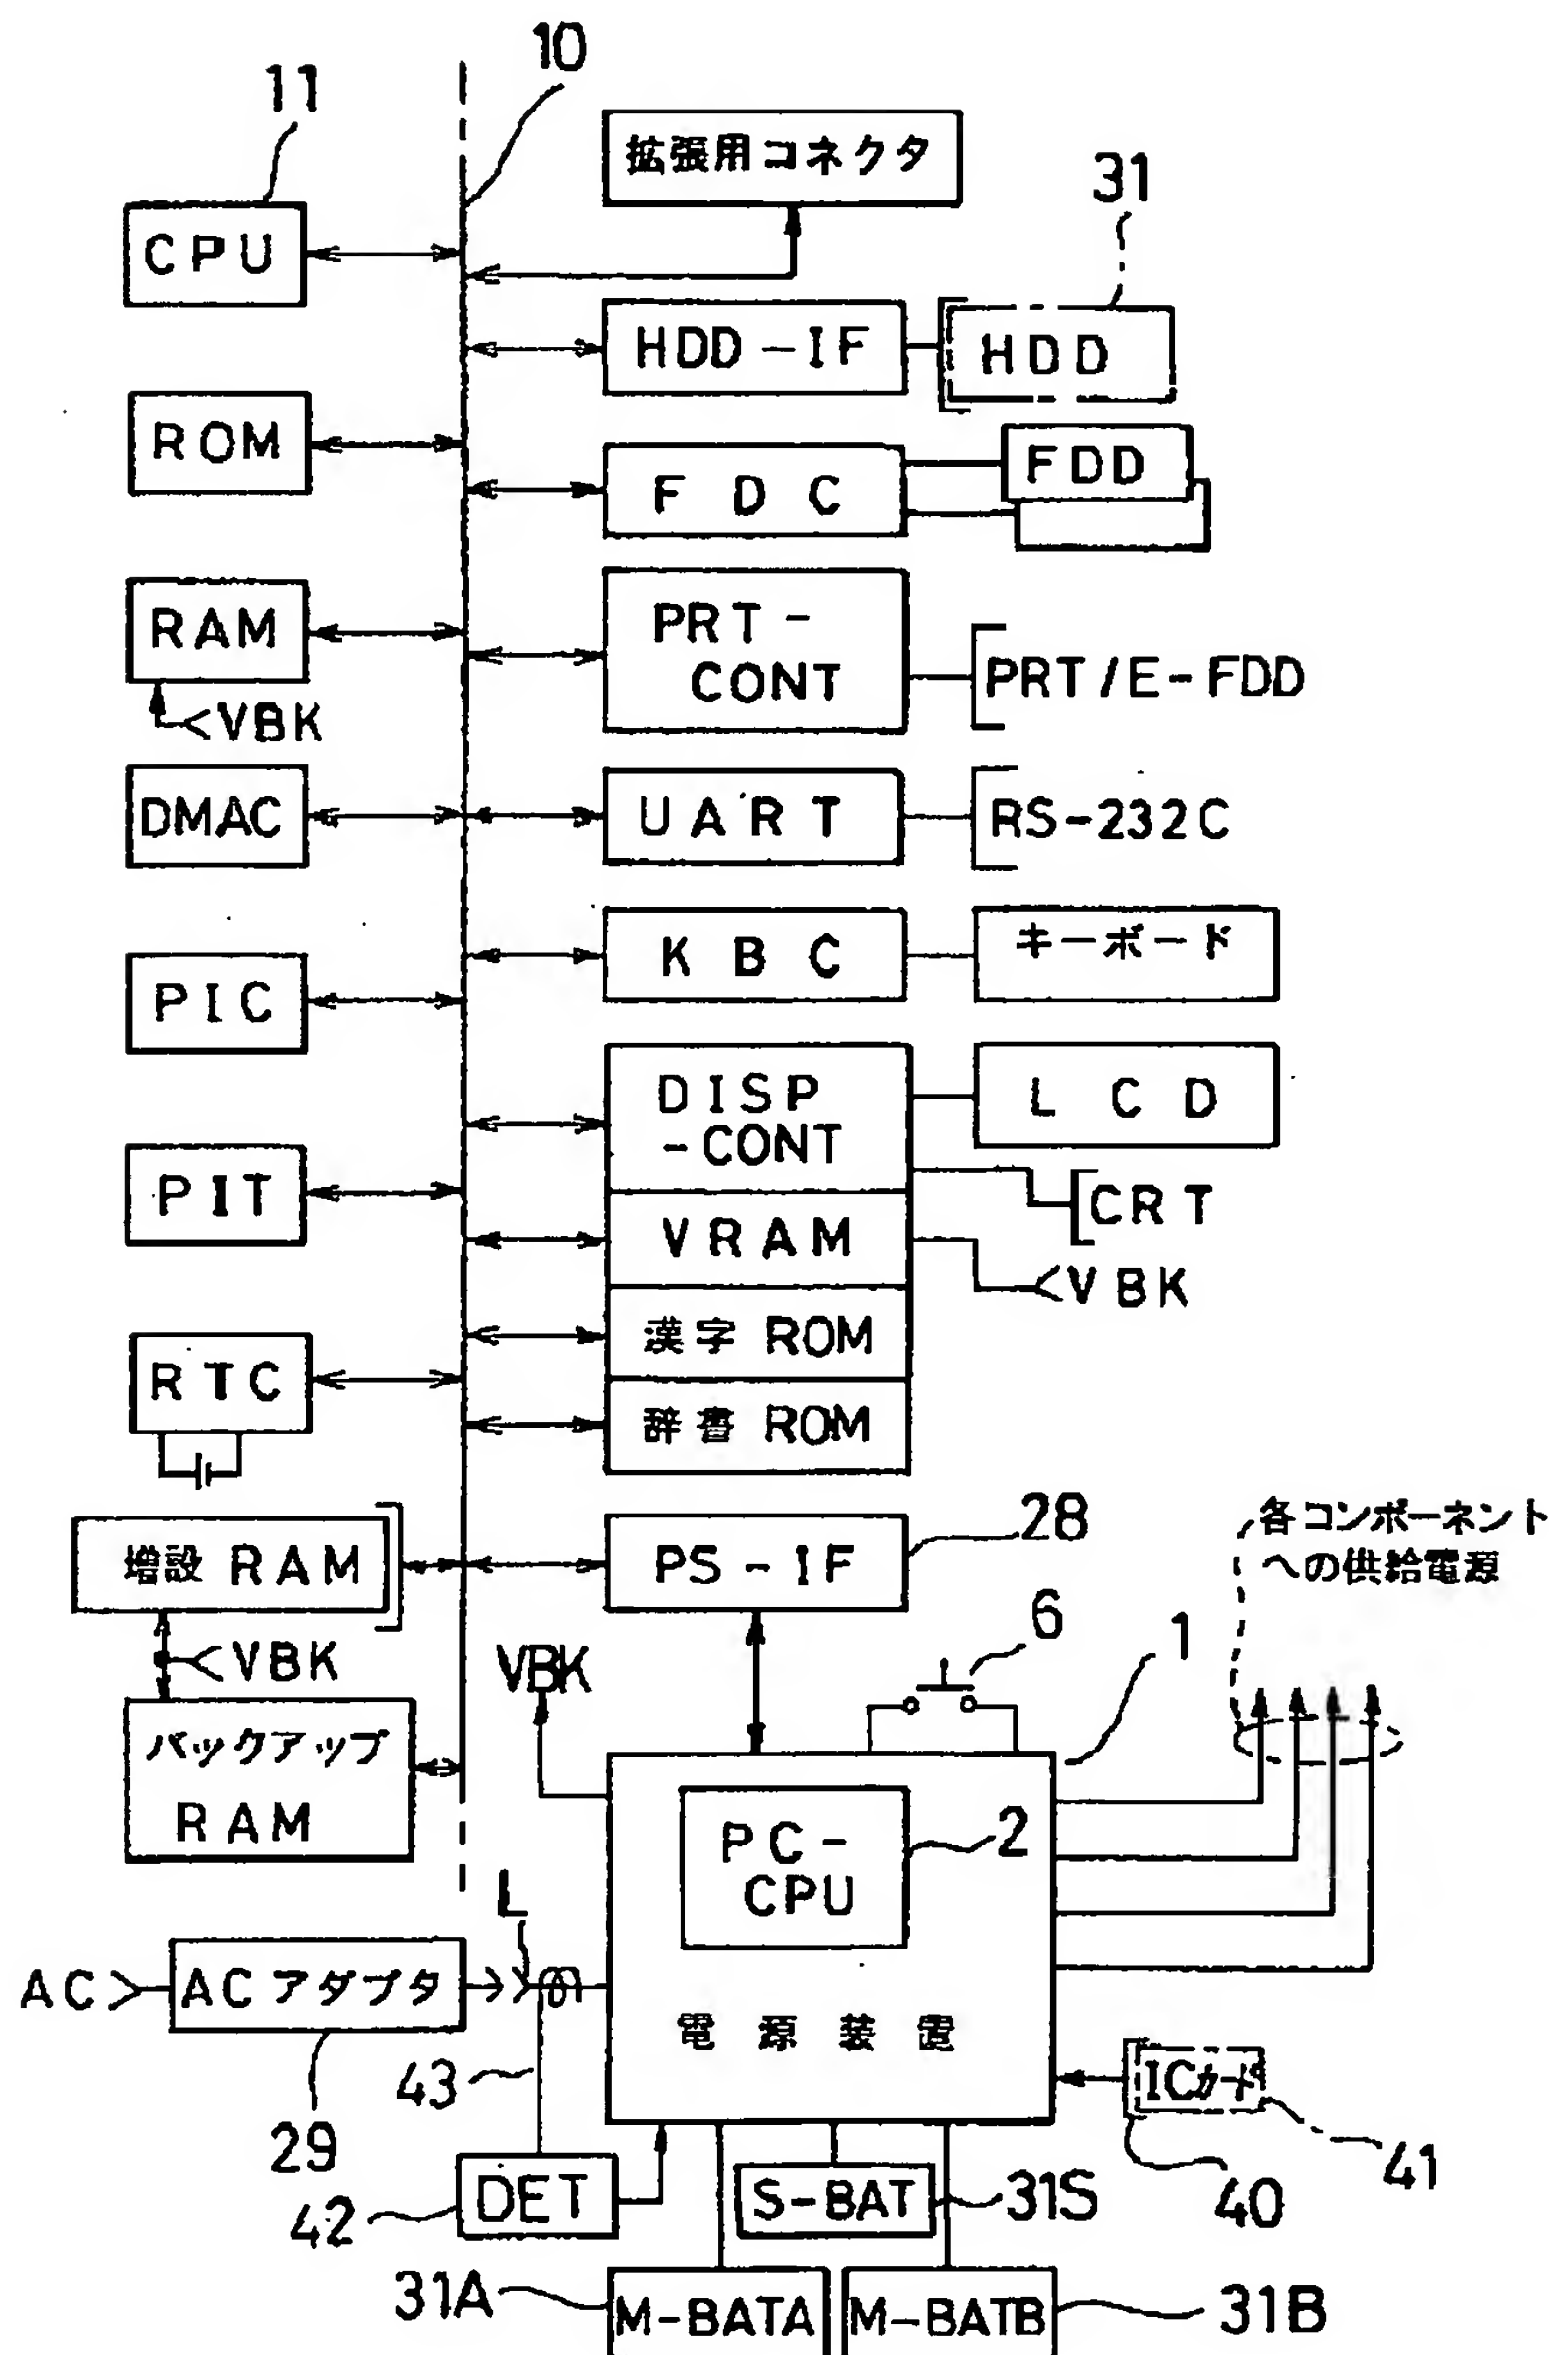 10
11
拡張用コネクタ
31
CPU
HDD-IF
HDD
ROM
FDC
FDD
RAM
PRT-
CONT
PRT/E-FDD
VBK
DMAC
UART
RS-232C
PIC
KBC
キーボード
DISP
-CONT
LCD
PIT
CRT
VRAM
VBK
漢字 ROM
RTC
辞書 ROM
増設 RAM
PS-IF
28
各コンポーネント
への供給電源
VBK
VBK
6
1
バックアップ
RAM
PC-
CPU
2
L
AC
ACアダプタ
電源装置
43
ICカード
29
41
40
42
DET
S-BAT
31S
31A
M-BATA
M-BATB
31B